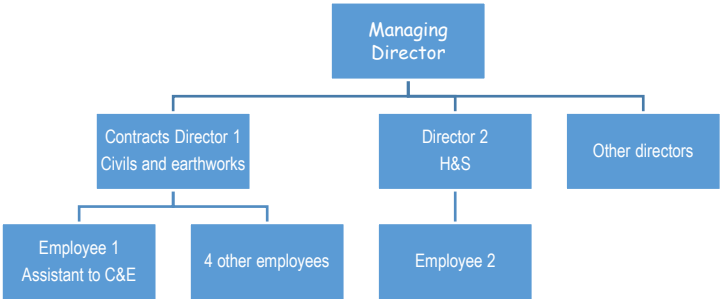 Managing
Director
Contracts Director 1
Civils and earthworks
Director 2
H&S
Other directors
Employee 1
Assistant to C&E
4 other employees
Employee 2